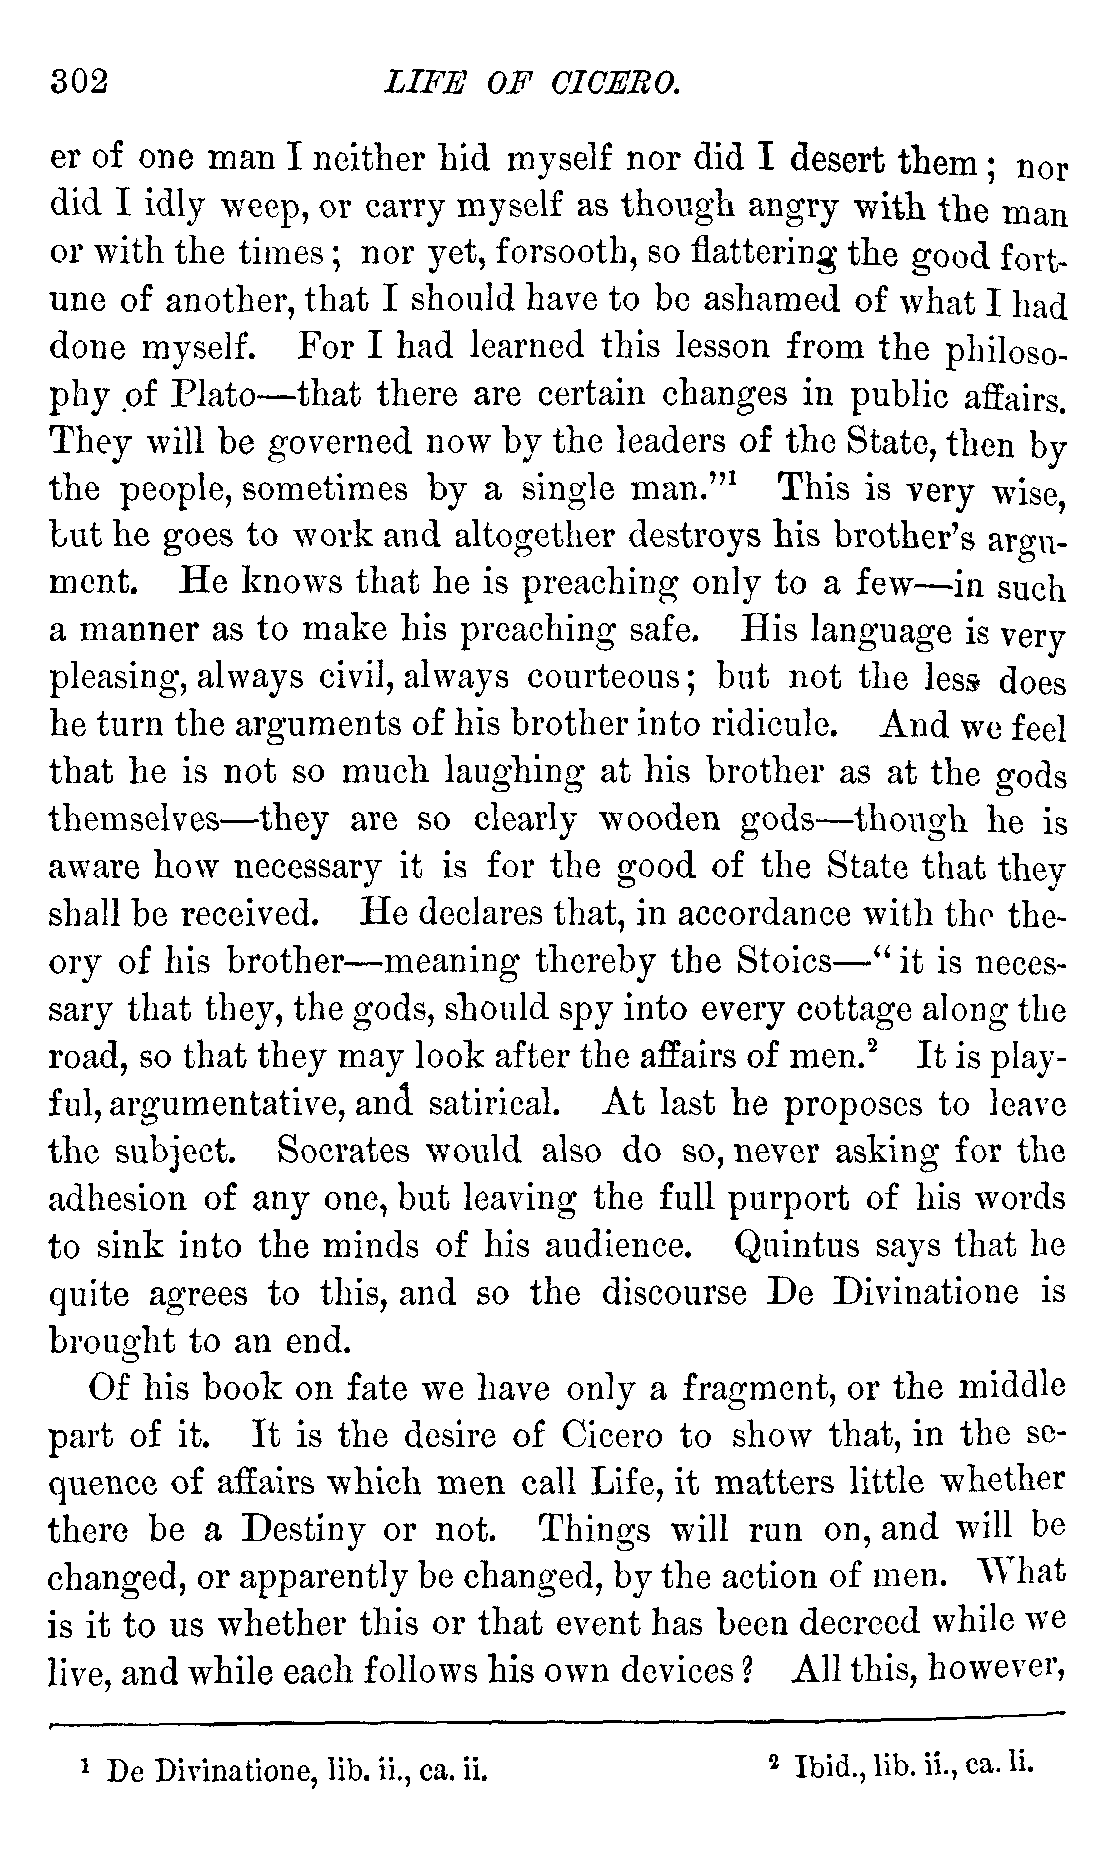 302 LIFE OF CICERO.
er of one man I neither hid myself nor did I desert them; nor
did I idly weep, or carry myself as though angry with the man
or with the times; nor yet, forsooth, so flattering the good fort-
une of another, that I should have to be ashamed of what I had
done myself. For I had learned this lesson from the philoso-
phy of Plato—that there are certain changes in public affairs.
They will be governed now by the leaders of the State, then by
the people, sometimes by a single man."¹ This is very wise,
but he goes to work and altogether destroys his brother's argu-
ment. He knows that he is preaching only to a few—in such
a manner as to make his preaching safe. His language is very
pleasing, always civil, always courteous; but not the less does
he turn the arguments of his brother into ridicule. And we feel
that he is not so much laughing at his brother as at the gods
themselves—they are so clearly wooden gods—though he is
aware how necessary it is for the good of the State that they
shall be received. He declares that, in accordance with the the-
ory of his brother—meaning thereby the Stoics—"it is neces-
sary that they, the gods, should spy into every cottage along the
road, so that they may look after the affairs of men.² It is play-
ful, argumentative, and satirical. At last he proposes to leave
the subject. Socrates would also do so, never asking for the
adhesion of any one, but leaving the full purport of his words
to sink into the minds of his audience. Quintus says that he
quite agrees to this, and so the discourse De Divinatione is
brought to an end.
Of his book on fate we have only a fragment, or the middle
part of it. It is the desire of Cicero to show that, in the se-
quence of affairs which men call Life, it matters little whether
there be a Destiny or not. Things will run on, and will be
changed, or apparently be changed, by the action of men. What
is it to us whether this or that event has been decreed while we
live, and while each follows his own devices? All this, however,
¹ De Divinatione, lib. ii., ca. ii. ² Ibid., lib. ii., ca. li.